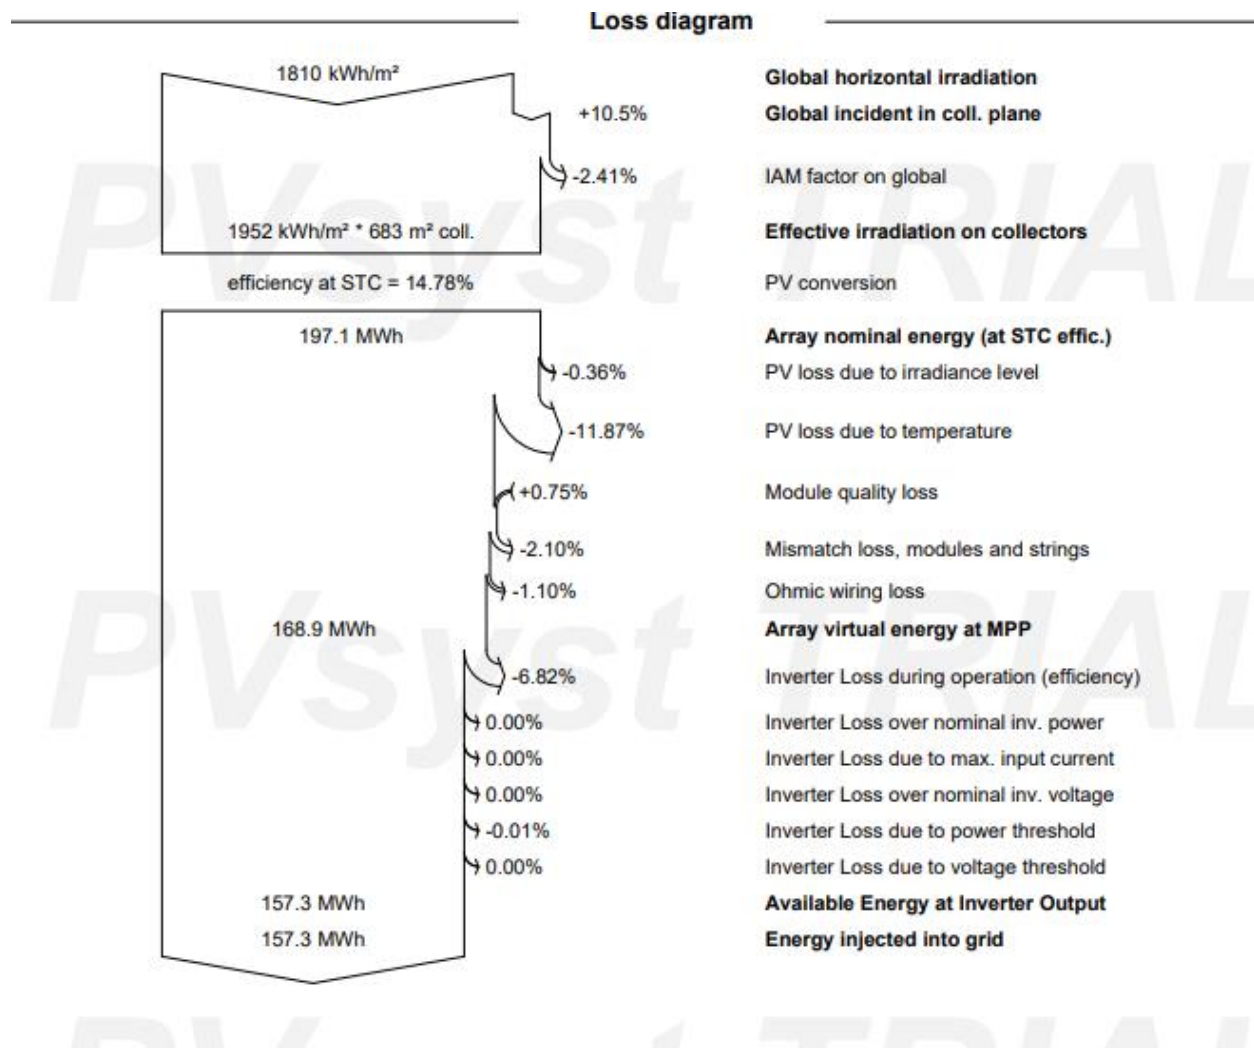 Loss diagram
1810 kWh/m² Global horizontal irradiation
+10.5% Global incident in coll. plane
-2.41% IAM factor on global
1952 kWh/m² * 683 m² coll. Effective irradiation on collectors
efficiency at STC = 14.78% PV conversion
197.1 MWh Array nominal energy (at STC effic.)
-0.36% PV loss due to irradiance level
-11.87% PV loss due to temperature
+0.75% Module quality loss
-2.10% Mismatch loss, modules and strings
-1.10% Ohmic wiring loss
168.9 MWh Array virtual energy at MPP
-6.82% Inverter Loss during operation (efficiency)
0.00% Inverter Loss over nominal inv. power
0.00% Inverter Loss due to max. input current
0.00% Inverter Loss over nominal inv. voltage
-0.01% Inverter Loss due to power threshold
0.00% Inverter Loss due to voltage threshold
157.3 MWh Available Energy at Inverter Output
157.3 MWh Energy injected into grid
PVsyst TRIAL
PVsyst TRIAL
PVsyst TRIAL